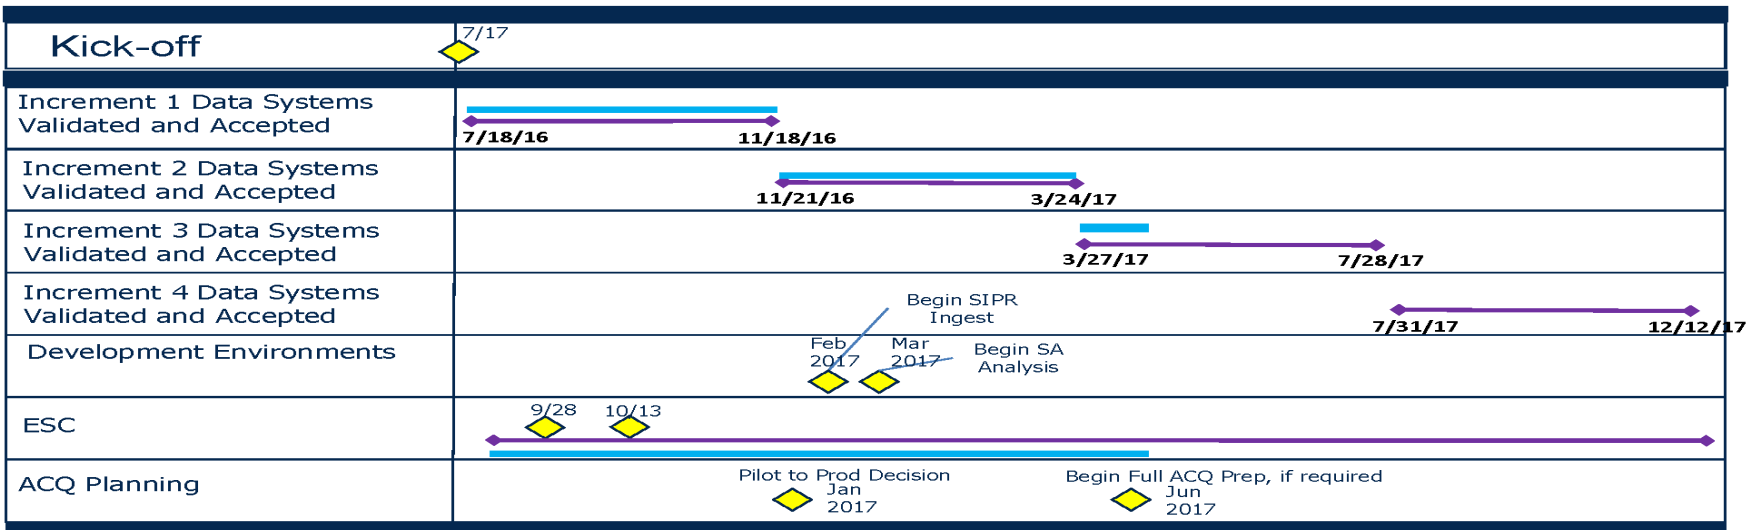 7/17
Kick-off
Increment 1 Data Systems
Validated and Accepted
7/18/16
11/18/16
Increment 2 Data Systems
Validated and Accepted
11/21/16
3/24/17
Increment 3 Data Systems
Validated and Accepted
3/27/17
7/28/17
Increment 4 Data Systems
Validated and Accepted
Begin SIPR
Ingest
7/31/17
12/12/17
Development Environments
Feb
2017
Mar
2017
Begin SA
Analysis
ESC
9/28
10/13
ACQ Planning
Pilot to Prod Decision
Jan
2017
Begin Full ACQ Prep, if required
Jun
2017